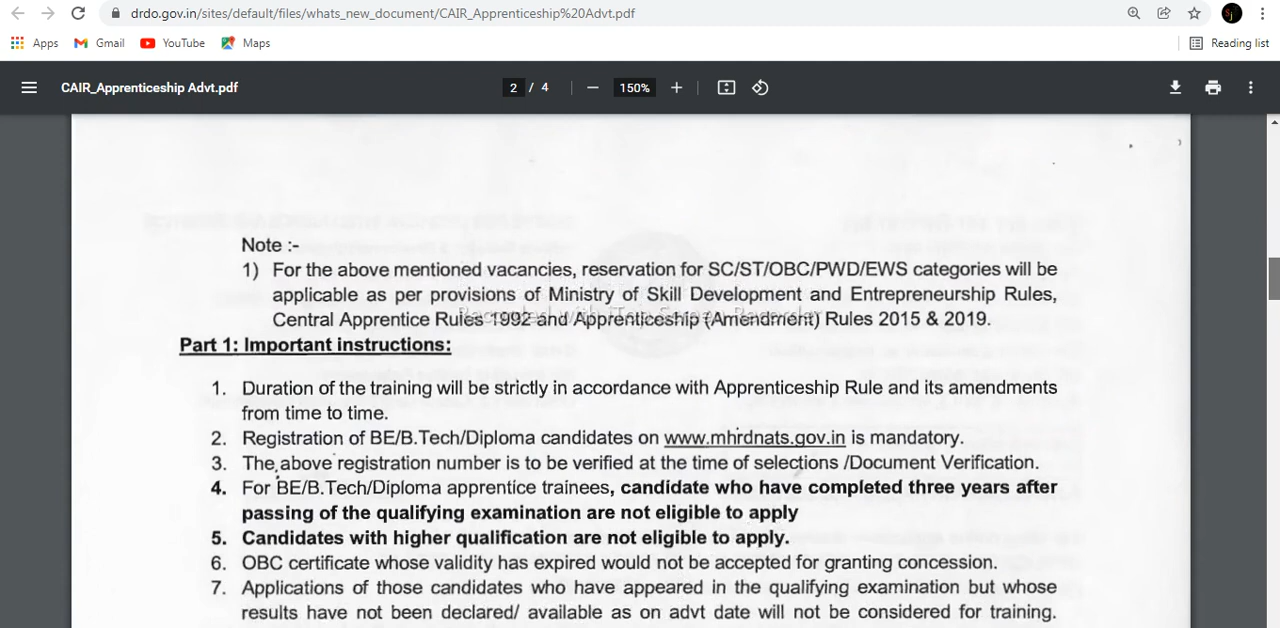 drdo.gov.in/sites/default/files/whats_new_document/CAIR_Apprenticeship%20Advt.pdf
Apps Gmail YouTube Maps Reading list
CAIR_Apprenticeship Advt.pdf 2 / 4 — 150% +
Note :-
1) For the above mentioned vacancies, reservation for SC/ST/OBC/PWD/EWS categories will be
applicable as per provisions of Ministry of Skill Development and Entrepreneurship Rules,
Central Apprentice Rules 1992 and Apprenticeship (Amendment) Rules 2015 & 2019.
Recorded with iTop Screen Recorder
Part 1: Important instructions:
1. Duration of the training will be strictly in accordance with Apprenticeship Rule and its amendments
from time to time.
2. Registration of BE/B.Tech/Diploma candidates on www.mhrdnats.gov.in is mandatory.
3. The above registration number is to be verified at the time of selections /Document Verification.
4. For BE/B.Tech/Diploma apprentice trainees, candidate who have completed three years after
passing of the qualifying examination are not eligible to apply
5. Candidates with higher qualification are not eligible to apply.
6. OBC certificate whose validity has expired would not be accepted for granting concession.
7. Applications of those candidates who have appeared in the qualifying examination but whose
results have not been declared/ available as on advt date will not be considered for training.